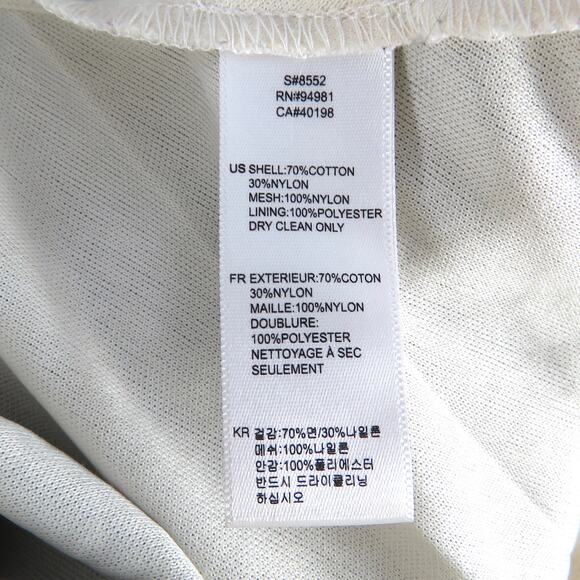 S#8552
RN#94981
CA#40198
US SHELL:70%COTTON
30%NYLON
MESH:100%NYLON
LINING:100%POLYESTER
DRY CLEAN ONLY
FR EXTERIEUR:70%COTON
30%NYLON
MAILLE:100%NYLON
DOUBLURE:
100%POLYESTER
NETTOYAGE À SEC
SEULEMENT
KR 겉감:70%면/30%나일론
메쉬:100%나일론
안감:100%폴리에스터
반드시 드라이클리닝
하십시오